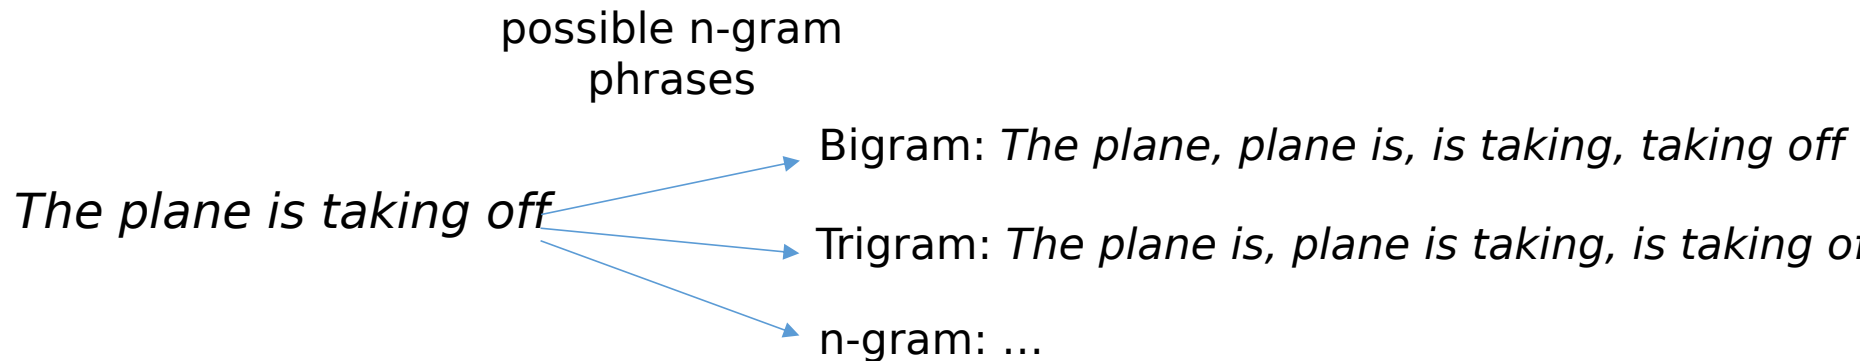 possible n-gram
phrases
Bigram: The plane, plane is, is taking, taking off
The plane is taking off
Trigram: The plane is, plane is taking, is taking
n-gram: ...